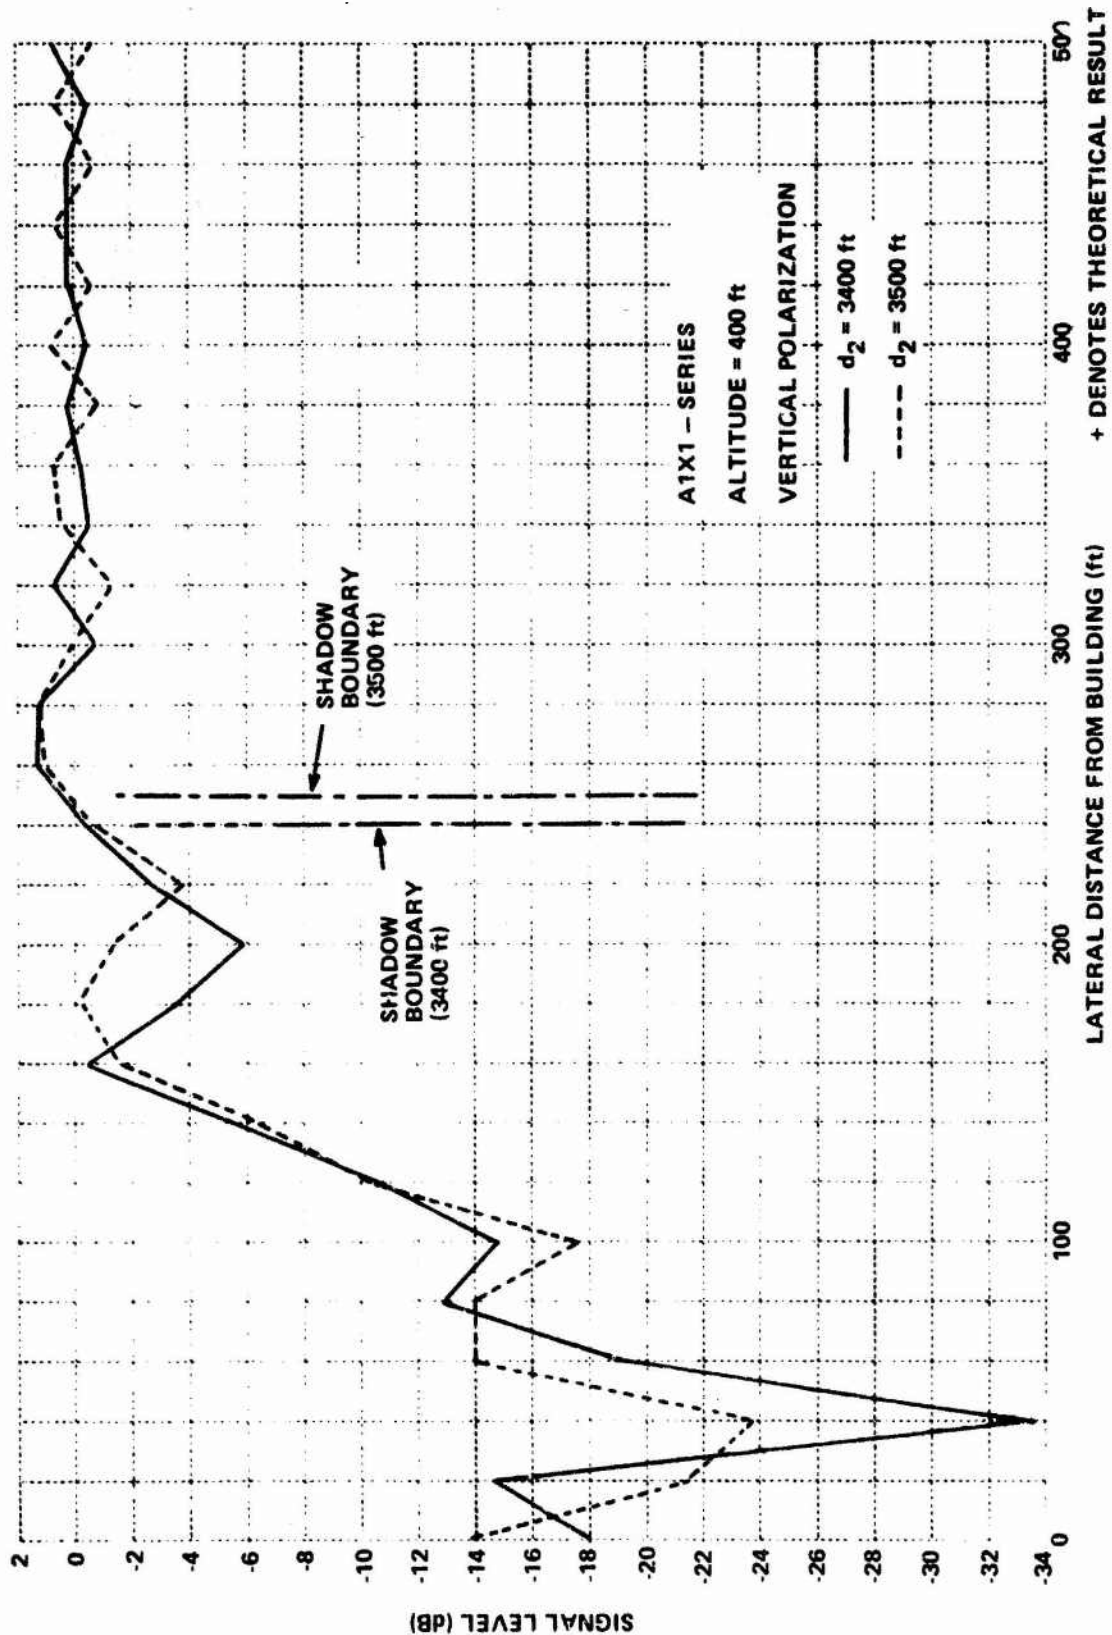 2
0
-2
-4
-6
-8
-10
-12
-14
-16
-18
-20
-22
-24
-26
-28
-30
-32
-34
SIGNAL LEVEL (dB)
SHADOW
BOUNDARY
(3400 ft)
SHADOW
BOUNDARY
(3500 ft)
A1X1 – SERIES
ALTITUDE = 400 ft
VERTICAL POLARIZATION
d2 = 3400 ft
d2 = 3500 ft
0
100
200
300
400
500
LATERAL DISTANCE FROM BUILDING (ft)
+ DENOTES THEORETICAL RESULT